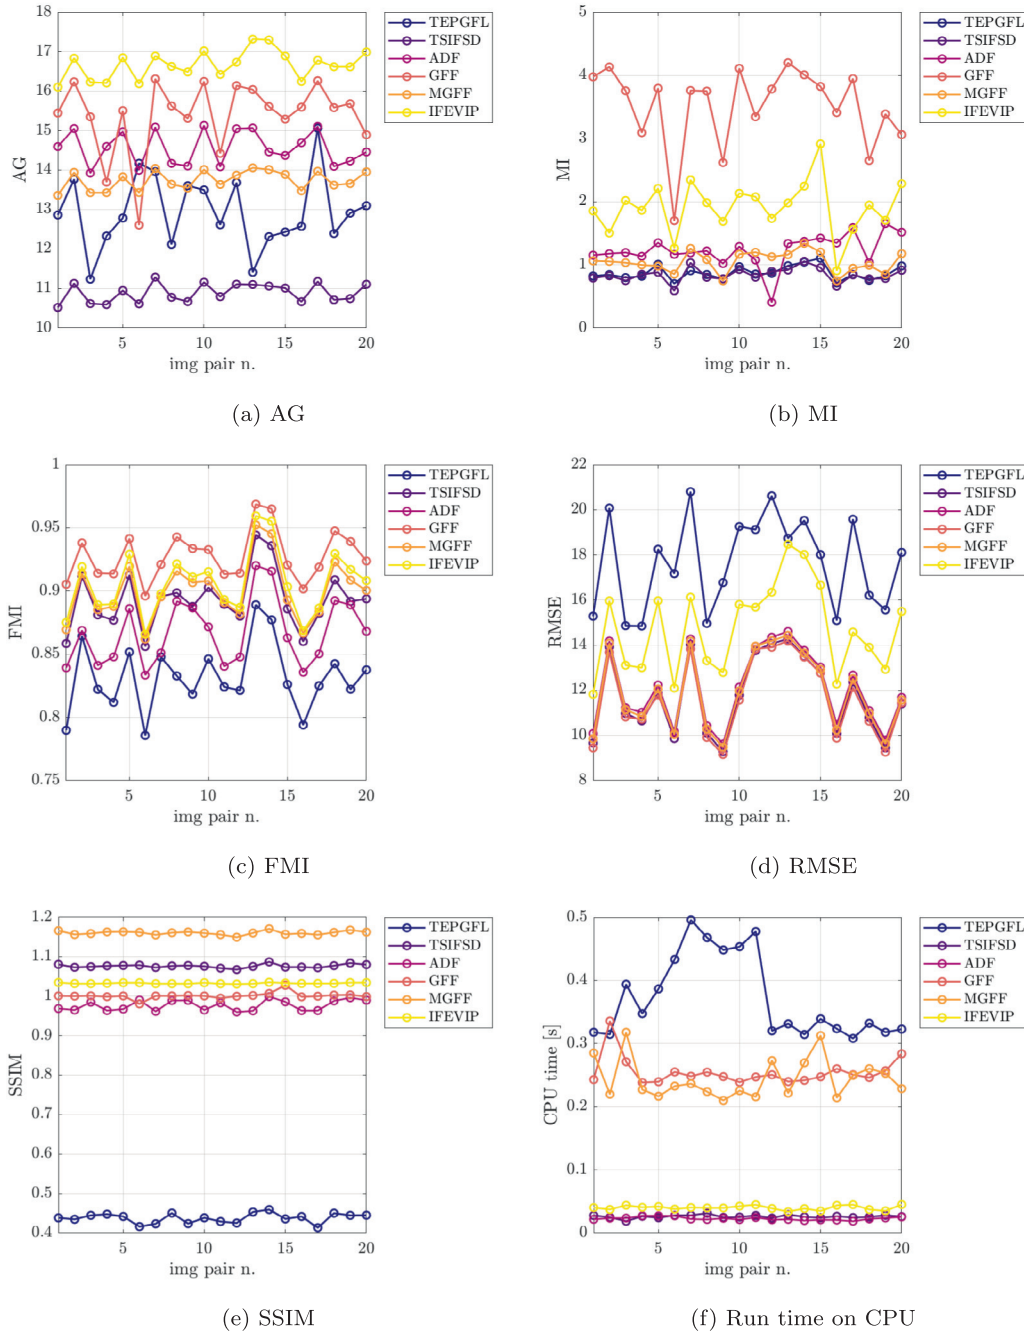 18
17
16
15
14
13
12
11
10
AG
5
10
15
20
img pair n.
TEPGFL
TSIFSD
ADF
GFF
MGFF
IFEVIP
(a) AG
5
4
3
2
1
0
MI
5
10
15
20
img pair n.
TEPGFL
TSIFSD
ADF
GFF
MGFF
IFEVIP
(b) MI
1
0.95
0.9
0.85
0.8
0.75
FMI
5
10
15
20
img pair n.
TEPGFL
TSIFSD
ADF
GFF
MGFF
IFEVIP
(c) FMI
22
20
18
16
14
12
10
8
RMSE
5
10
15
20
img pair n.
TEPGFL
TSIFSD
ADF
GFF
MGFF
IFEVIP
(d) RMSE
1.2
1.1
1
0.9
0.8
0.7
0.6
0.5
0.4
SSIM
5
10
15
20
img pair n.
TEPGFL
TSIFSD
ADF
GFF
MGFF
IFEVIP
(e) SSIM
0.5
0.4
0.3
0.2
0.1
0
CPU time [s]
5
10
15
20
img pair n.
TEPGFL
TSIFSD
ADF
GFF
MGFF
IFEVIP
(f) Run time on CPU